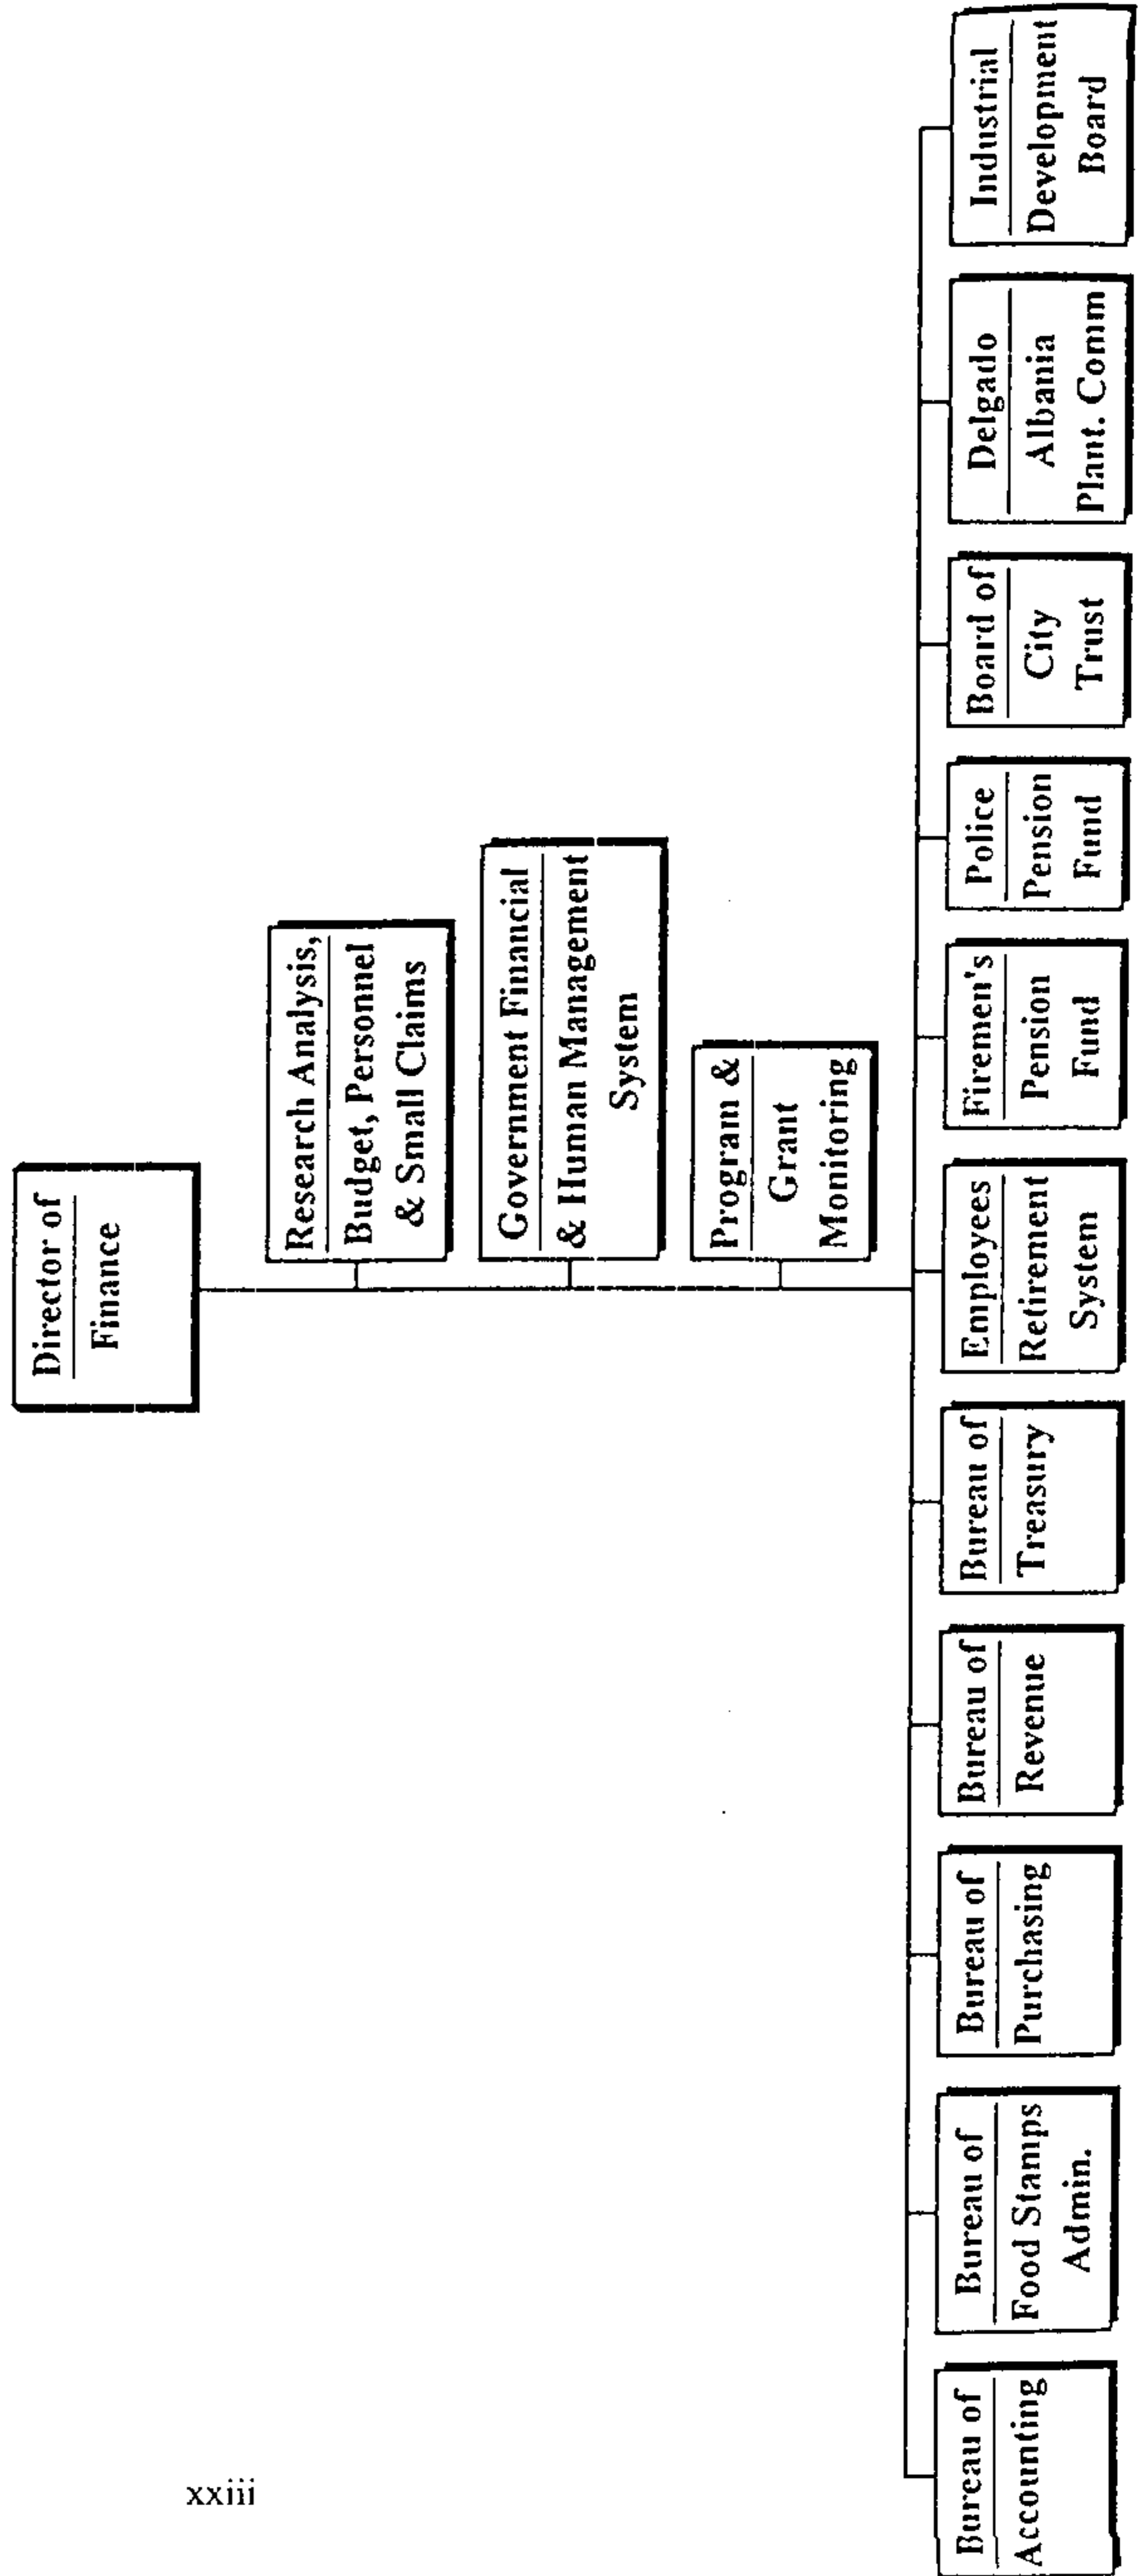 Director of
Finance
Research Analysis,
Budget, Personnel
& Small Claims
Government Financial
& Human Management
System
Program &
Grant
Monitoring
Bureau of
Accounting
Bureau of
Food Stamps
Admin.
Bureau of
Purchasing
Bureau of
Revenue
Bureau of
Treasury
Employees
Retirement
System
Firemen's
Pension
Fund
Police
Pension
Fund
Board of
City
Trust
Delgado
Albania
Plant. Comm
Industrial
Development
Board
xxiii